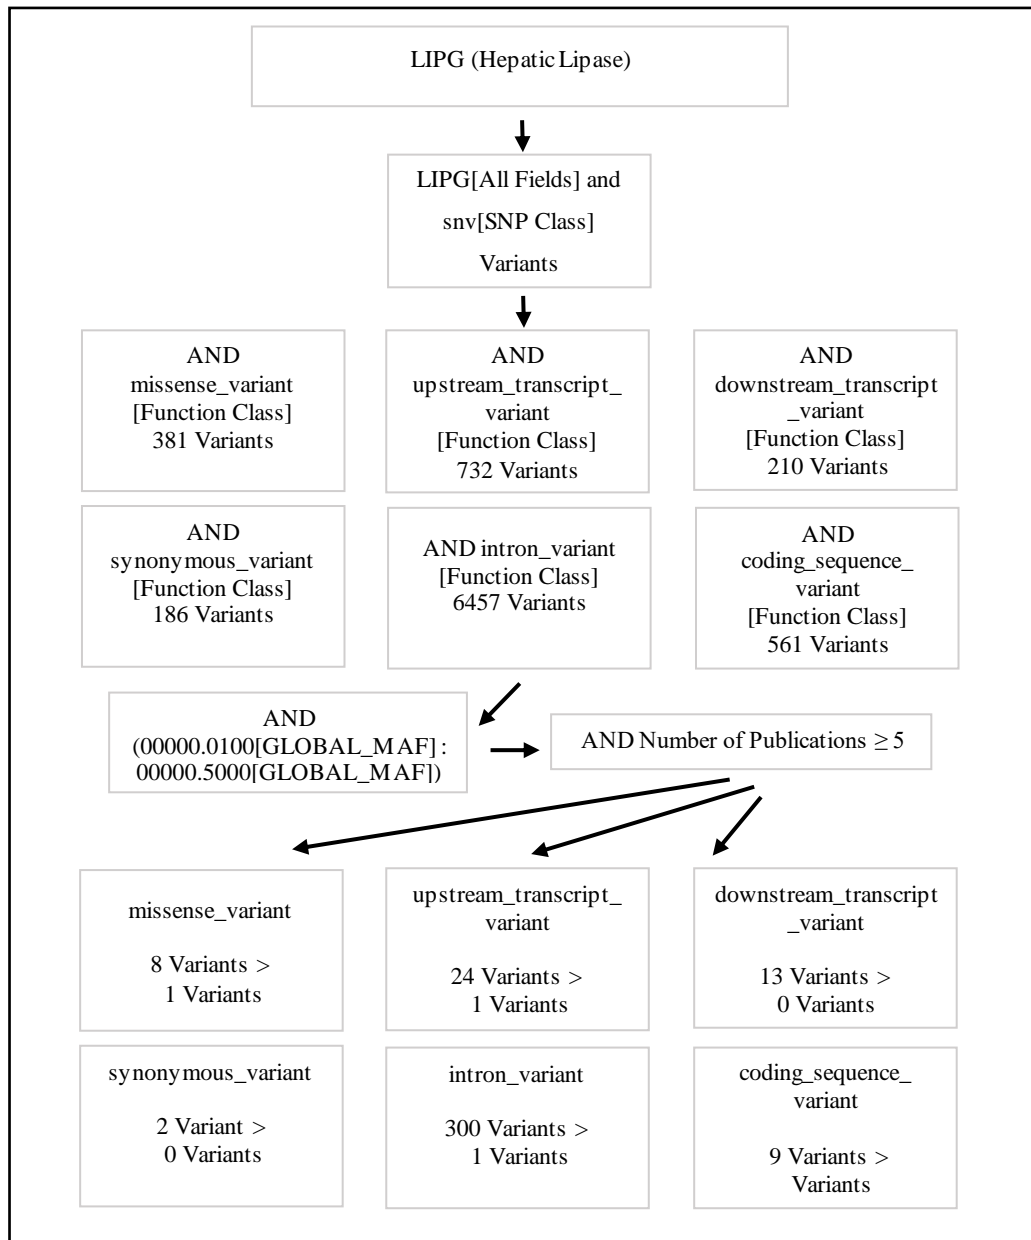 LIPG (Hepatic Lipase)
LIPG[All Fields] and
snv[SNP Class]
Variants
AND
missense_variant
[Function Class]
381 Variants
AND
upstream_transcript_
variant
[Function Class]
732 Variants
AND
downstream_transcript
_variant
[Function Class]
210 Variants
AND
synonymous_variant
[Function Class]
186 Variants
AND intron_variant
[Function Class]
6457 Variants
AND
coding_sequence_
variant
[Function Class]
561 Variants
AND
(00000.0100[GLOBAL_MAF] :
00000.5000[GLOBAL_MAF])
AND Number of Publications ≥ 5
missense_variant
8 Variants >
1 Variants
upstream_transcript_
variant
24 Variants >
1 Variants
downstream_transcript
_variant
13 Variants >
0 Variants
synonymous_variant
2 Variant >
0 Variants
intron_variant
300 Variants >
1 Variants
coding_sequence_
variant
9 Variants >
Variants